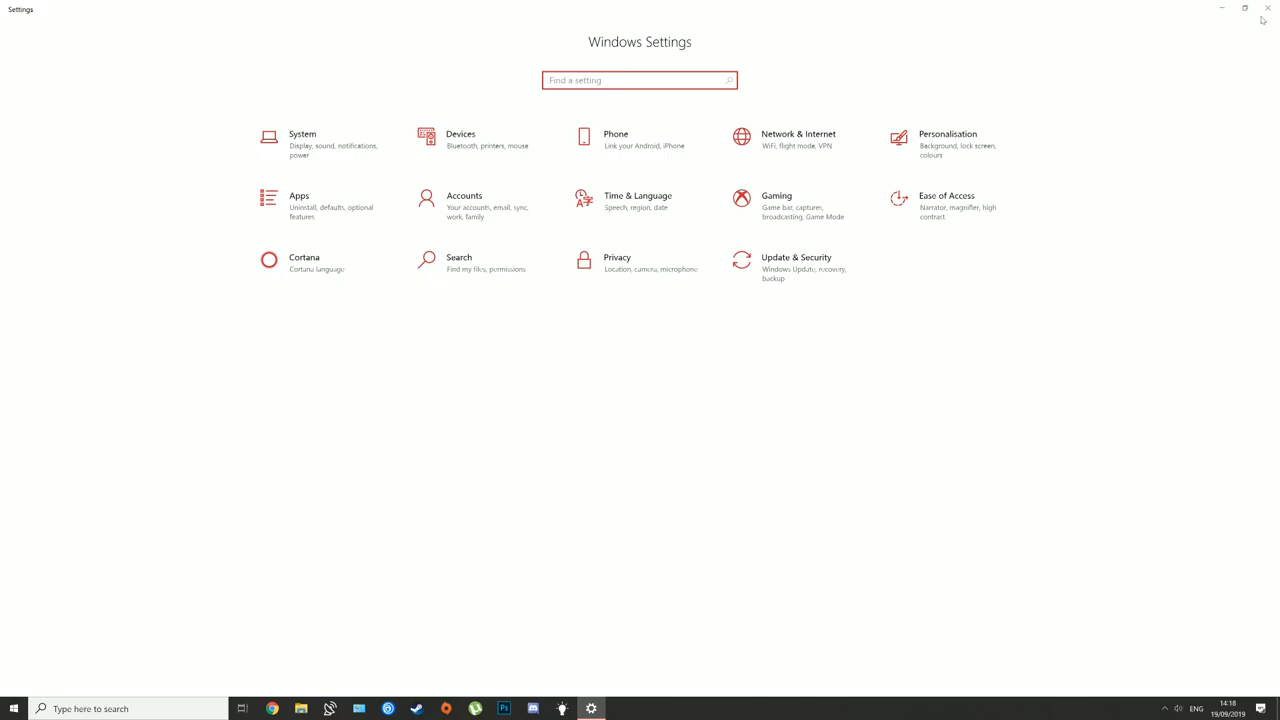 Settings
Windows Settings
Find a setting
System
Display, sound, notifications,
power
Devices
Bluetooth, printers, mouse
Phone
Link your Android, iPhone
Network & Internet
WiFi, flight mode, VPN
Personalisation
Background, lock screen,
colours
Apps
Uninstall, defaults, optional
features
Accounts
Your accounts, email, sync,
work, family
Time & Language
Speech, region, date
Gaming
Game bar, captures,
broadcasting, Game Mode
Ease of Access
Narrator, magnifier, high
contrast
Cortana
Cortana language
Search
Find my files, permissions
Privacy
Location, camera, microphone
Update & Security
Windows Update, recovery,
backup
Type here to search
Ps
ENG
14:18
19/09/2019